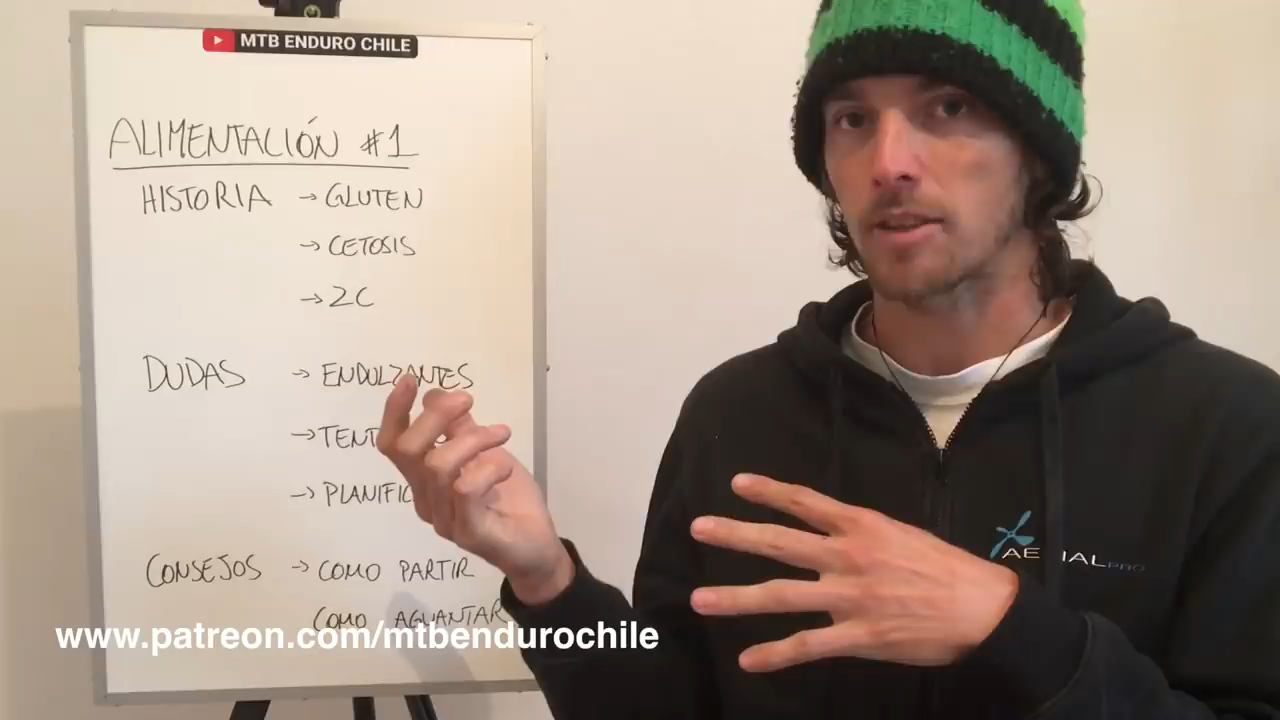 MTB ENDURO CHILE
ALIMENTACIÓN #1
HISTORIA → GLUTEN
→ CETOSIS
→ 2C
DUDAS → ENDULZANTES
→
→
CONSEJOS → COMO PARTIR
COMO AGUANTAR
www.patreon.com/mtbendurochile
PRO